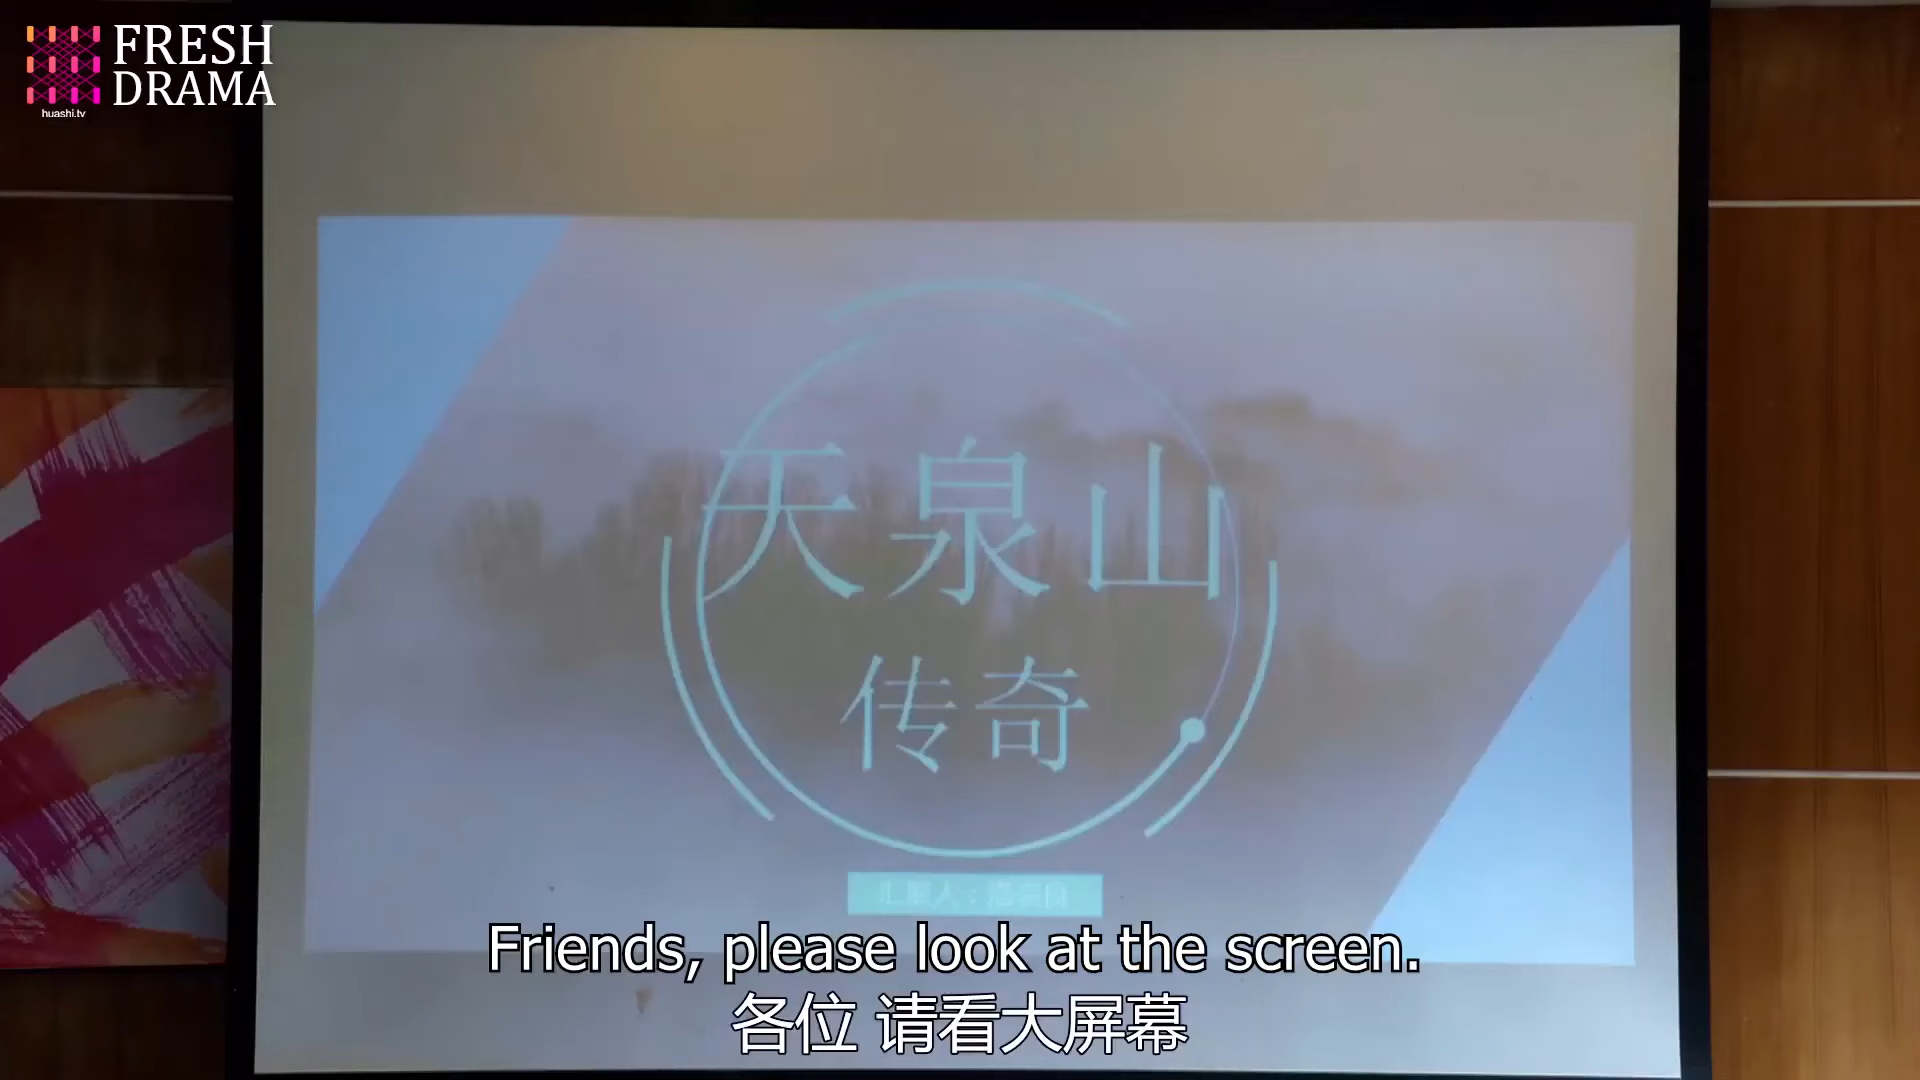 FRESH
DRAMA
huashi.tv
天泉山
传奇
Friends, please look at the screen.
各位 请看大屏幕